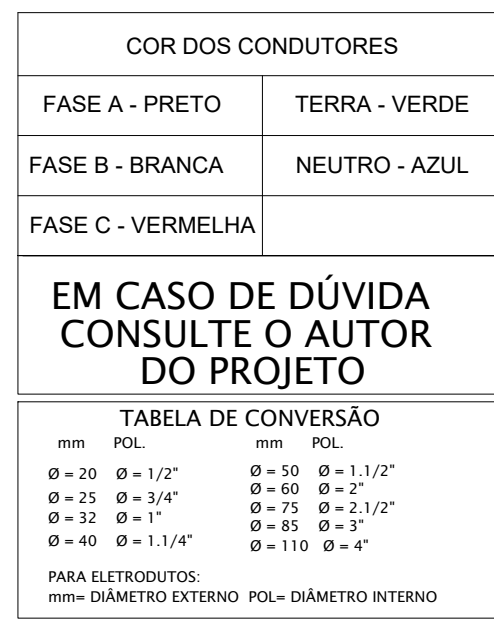 COR DOS CONDUTORES
FASE A - PRETO TERRA - VERDE
FASE B - BRANCA NEUTRO - AZUL
FASE C - VERMELHA
EM CASO DE DÚVIDA
CONSULTE O AUTOR
DO PROJETO
TABELA DE CONVERSÃO
mm POL. mm POL.
Ø = 20 Ø = 1/2"
Ø = 25 Ø = 3/4"
Ø = 32 Ø = 1"
Ø = 40 Ø = 1.1/4"
Ø = 50 Ø = 1.1/2"
Ø = 60 Ø = 2"
Ø = 75 Ø = 2.1/2"
Ø = 85 Ø = 3"
Ø = 110 Ø = 4"
PARA ELETRODUTOS:
mm= DIÂMETRO EXTERNO POL= DIÂMETRO INTERNO